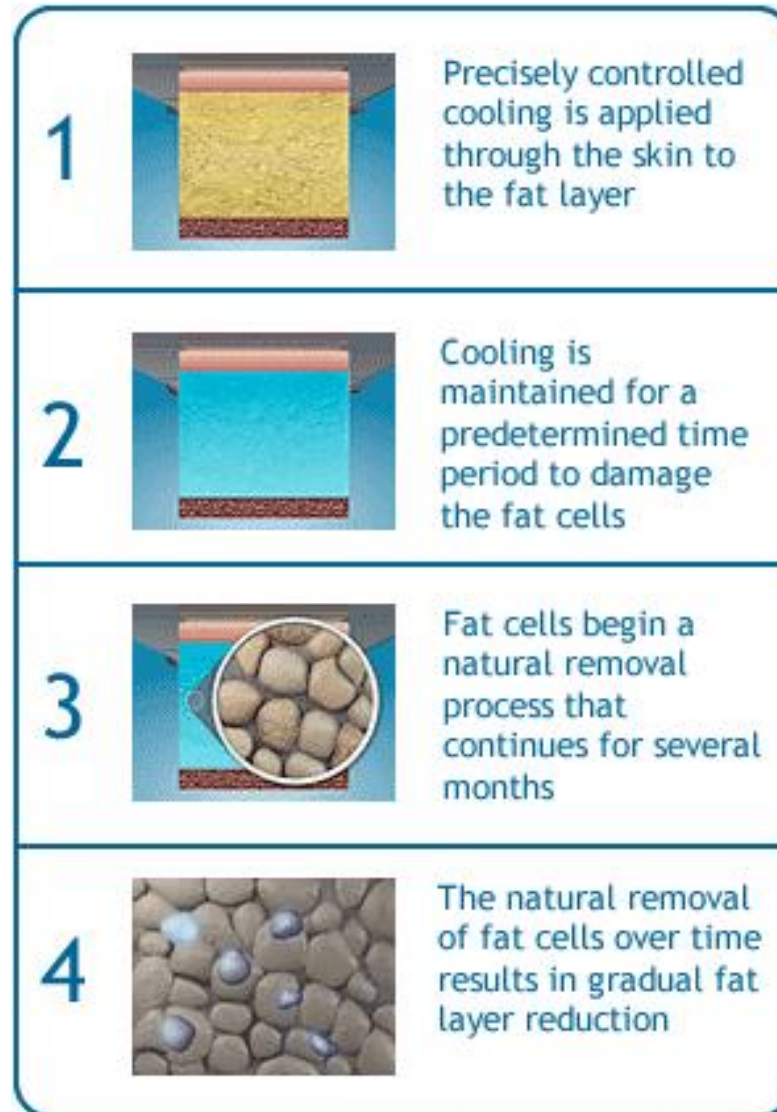 1
Precisely controlled
cooling is applied
through the skin to
the fat layer
2
Cooling is
maintained for a
predetermined time
period to damage
the fat cells
3
Fat cells begin a
natural removal
process that
continues for several
months
4
The natural removal
of fat cells over time
results in gradual fat
layer reduction